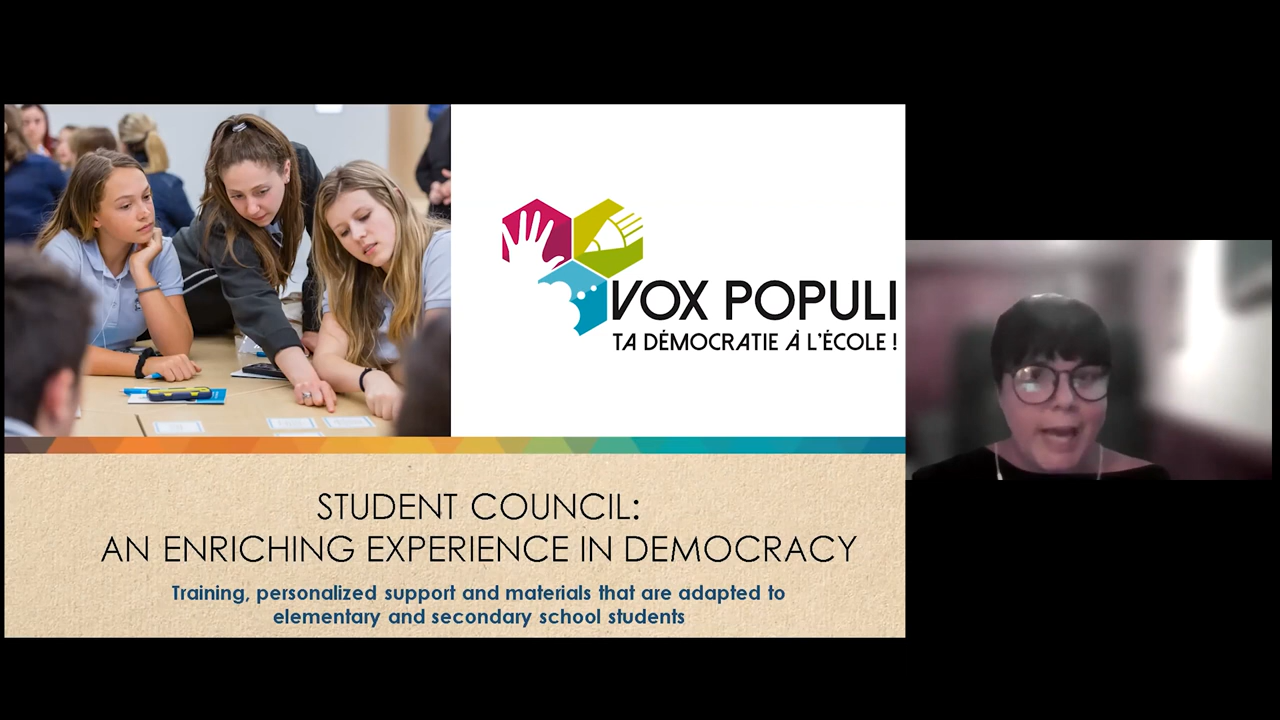 VOX POPULI
TA DÉMOCRATIE À L'ÉCOLE !
STUDENT COUNCIL:
AN ENRICHING EXPERIENCE IN DEMOCRACY
Training, personalized support and materials that are adapted to
elementary and secondary school students